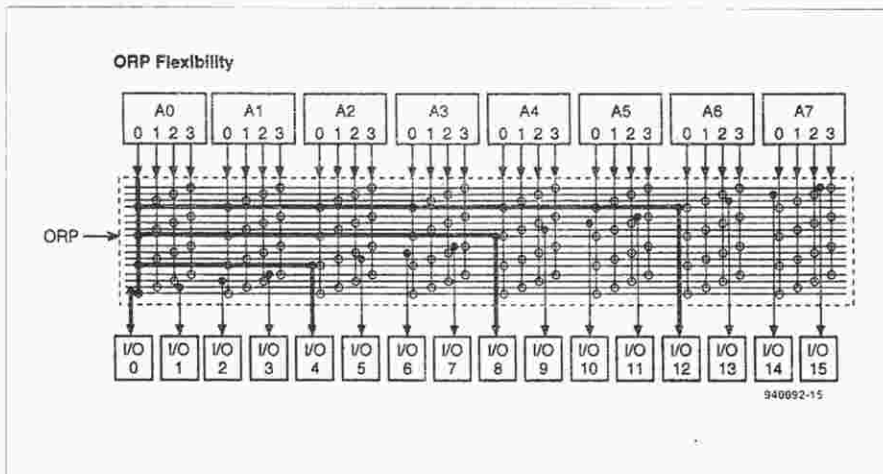 ORP Flexibility
A0 A1 A2 A3 A4 A5 A6 A7
0 1 2 3 0 1 2 3 0 1 2 3 0 1 2 3 0 1 2 3 0 1 2 3 0 1 2 3 0 1 2 3
ORP
I/O I/O I/O I/O I/O I/O I/O I/O I/O I/O I/O I/O I/O I/O I/O I/O
0 1 2 3 4 5 6 7 8 9 10 11 12 13 14 15
940092-15